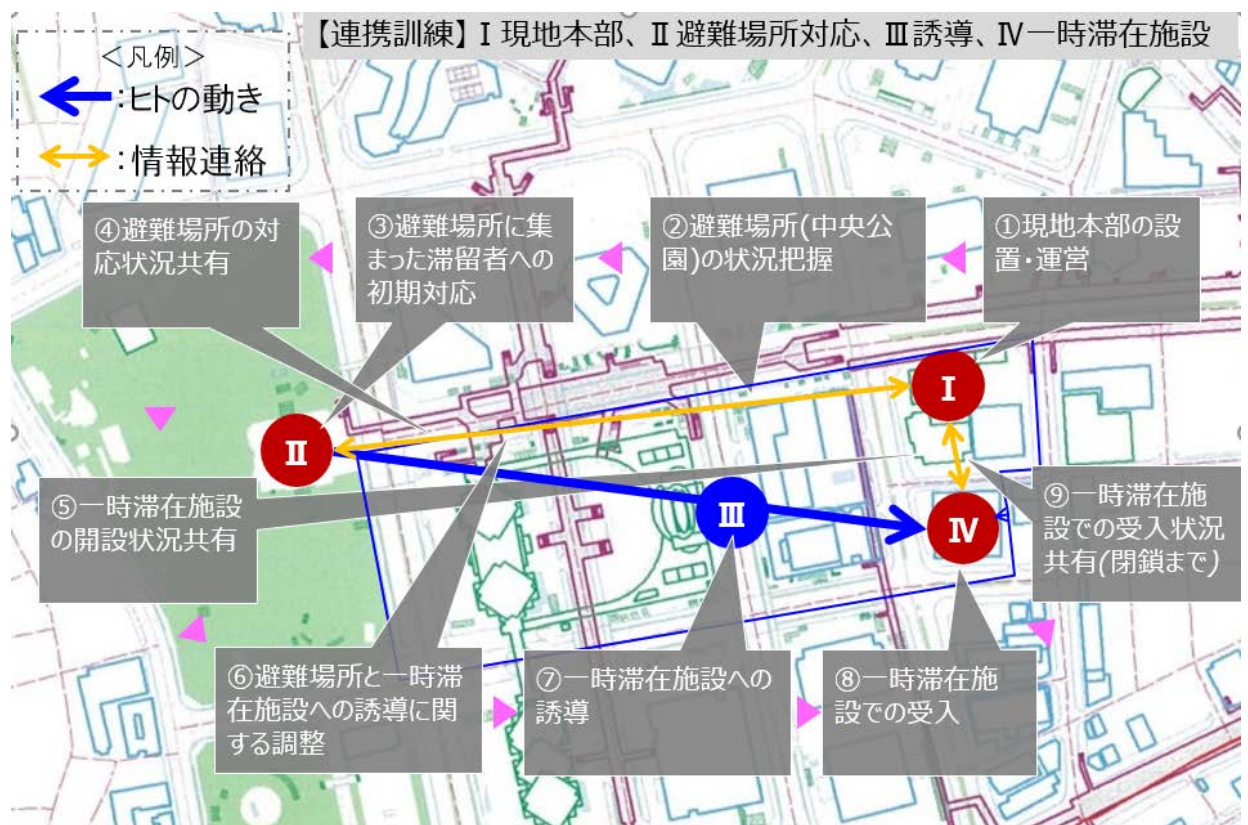 【連携訓練】Ⅰ現地本部、Ⅱ避難場所対応、Ⅲ誘導、Ⅳ一時滞在施設
＜凡例＞
:ヒトの動き
:情報連絡
④避難場所の対
応状況共有
③避難場所に集
まった滞留者への
初期対応
②避難場所(中央公
園)の状況把握
①現地本部の設
置・運営
Ⅰ
Ⅱ
Ⅲ
Ⅳ
⑤一時滞在施設
の開設状況共有
⑨一時滞在施
設での受入状況
共有(閉鎖まで)
⑥避難場所と一時滞
在施設への誘導に関
する調整
⑦一時滞在施設への
誘導
⑧一時滞在施
設での受入